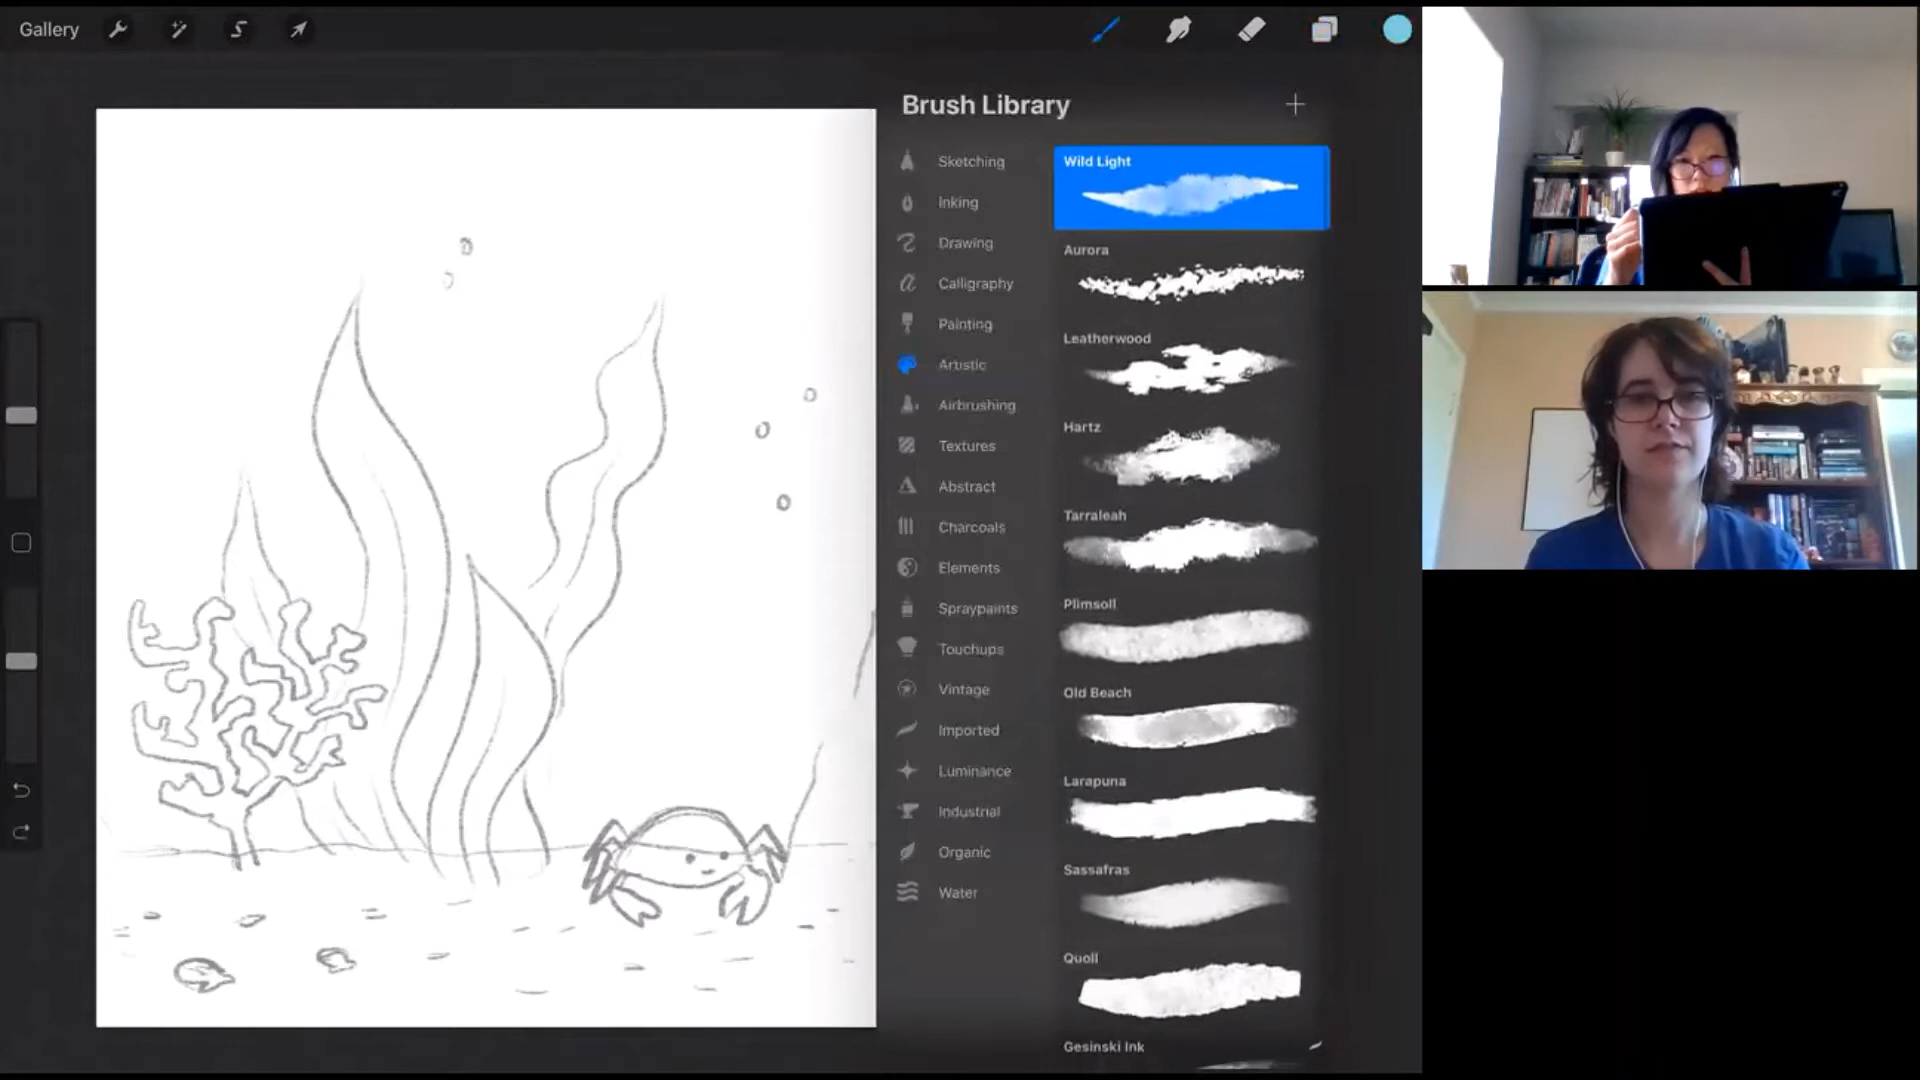 Gallery
Brush Library
Sketching
Inking
Drawing
Calligraphy
Painting
Artistic
Airbrushing
Textures
Abstract
Charcoals
Elements
Spraypaints
Touchups
Vintage
Imported
Luminance
Industrial
Organic
Water
Wild Light
Aurora
Leatherwood
Hartz
Tarraleah
Plimsoll
Old Beach
Larapuna
Sassafras
Quoll
Gesinski Ink